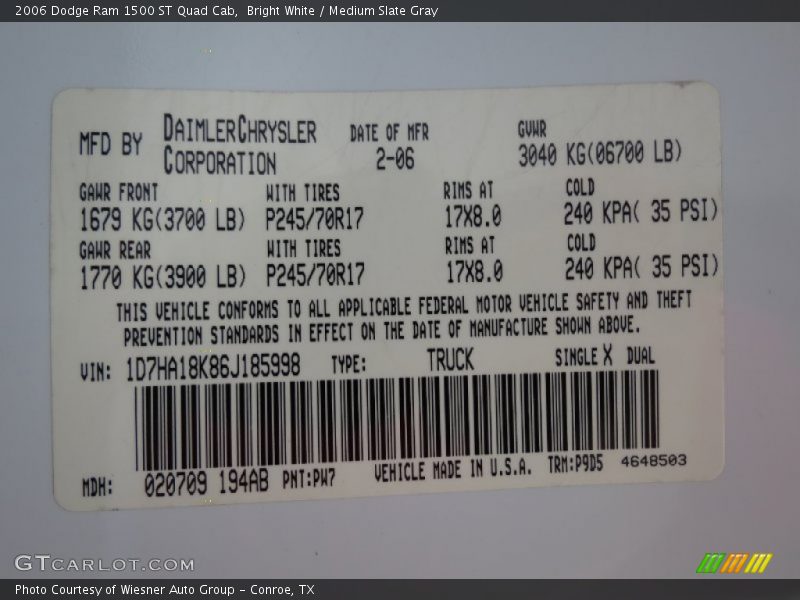 2006 Dodge Ram 1500 ST Quad Cab,  Bright White / Medium Slate Gray
MFD BY DAIMLERCHRYSLER CORPORATION DATE OF MFR 2-06 GVWR 3040 KG(06700 LB)
GAWR FRONT WITH TIRES RIMS AT COLD
1679 KG(3700 LB) P245/70R17 17X8.0 240 KPA( 35 PSI)
GAWR REAR WITH TIRES RIMS AT COLD
1770 KG(3900 LB) P245/70R17 17X8.0 240 KPA( 35 PSI)
THIS VEHICLE CONFORMS TO ALL APPLICABLE FEDERAL MOTOR VEHICLE SAFETY AND THEFT
PREVENTION STANDARDS IN EFFECT ON THE DATE OF MANUFACTURE SHOWN ABOVE.
VIN: 1D7HA18K86J185998 TYPE: TRUCK SINGLE X DUAL
MDH: 020709 194AB PNT:PW7 VEHICLE MADE IN U.S.A. TRM:P9D5 4648503
GTCARLOT.COM
Photo Courtesy of Wiesner Auto Group – Conroe, TX